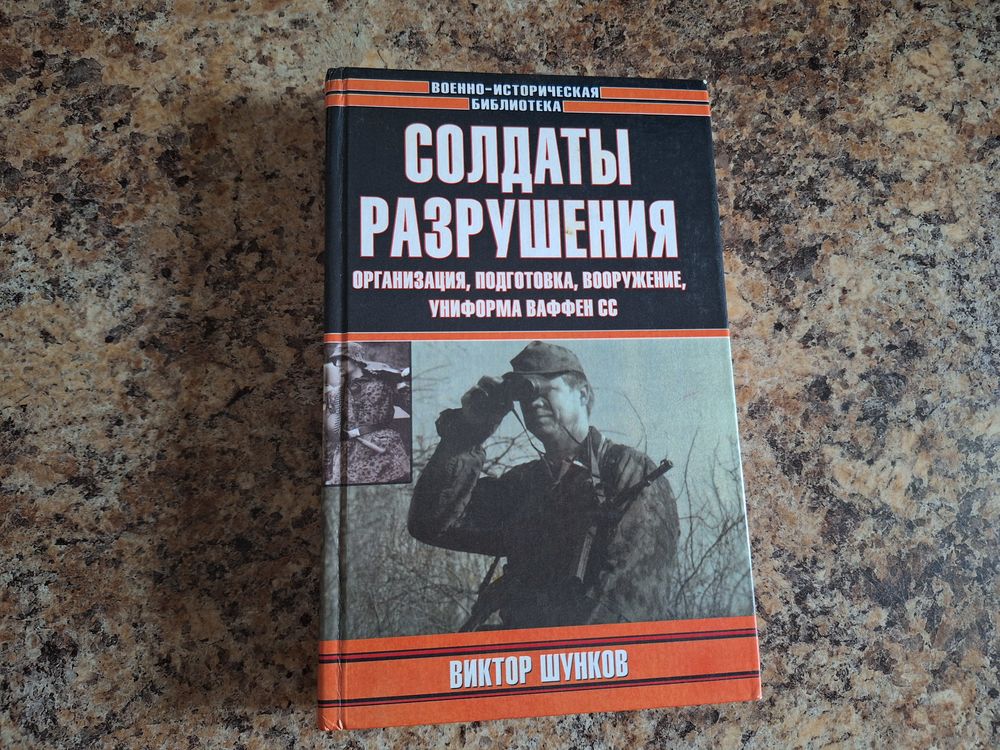 ВОЕННО-ИСТОРИЧЕСКАЯ
БИБЛИОТЕКА
СОЛДАТЫ
РАЗРУШЕНИЯ
ОРГАНИЗАЦИЯ, ПОДГОТОВКА, ВООРУЖЕНИЕ,
УНИФОРМА ВАФФЕН СС
ВИКТОР ШУНКОВ